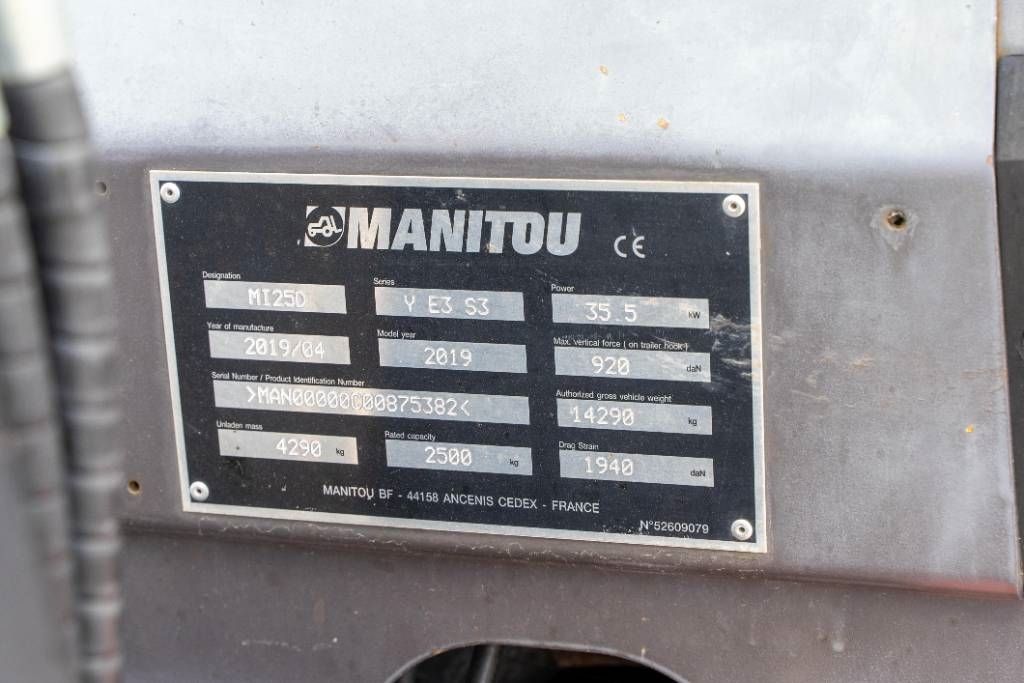 MANITOU CE
Designation Series Power
MI25D Y E3 S3 35.5 kW
Year of manufacture Model year Max. vertical force ( on trailer hook )
2019/04 2019 920 daN
Serial Number / Product Identification Number Authorized gross vehicle weight
>MAN00000C00875382< 14290 kg
Unladen mass Rated capacity Drag Strain
4290 kg 2500 kg 1940 daN
MANITOU BF - 44158 ANCENIS CEDEX - FRANCE
N°52609079